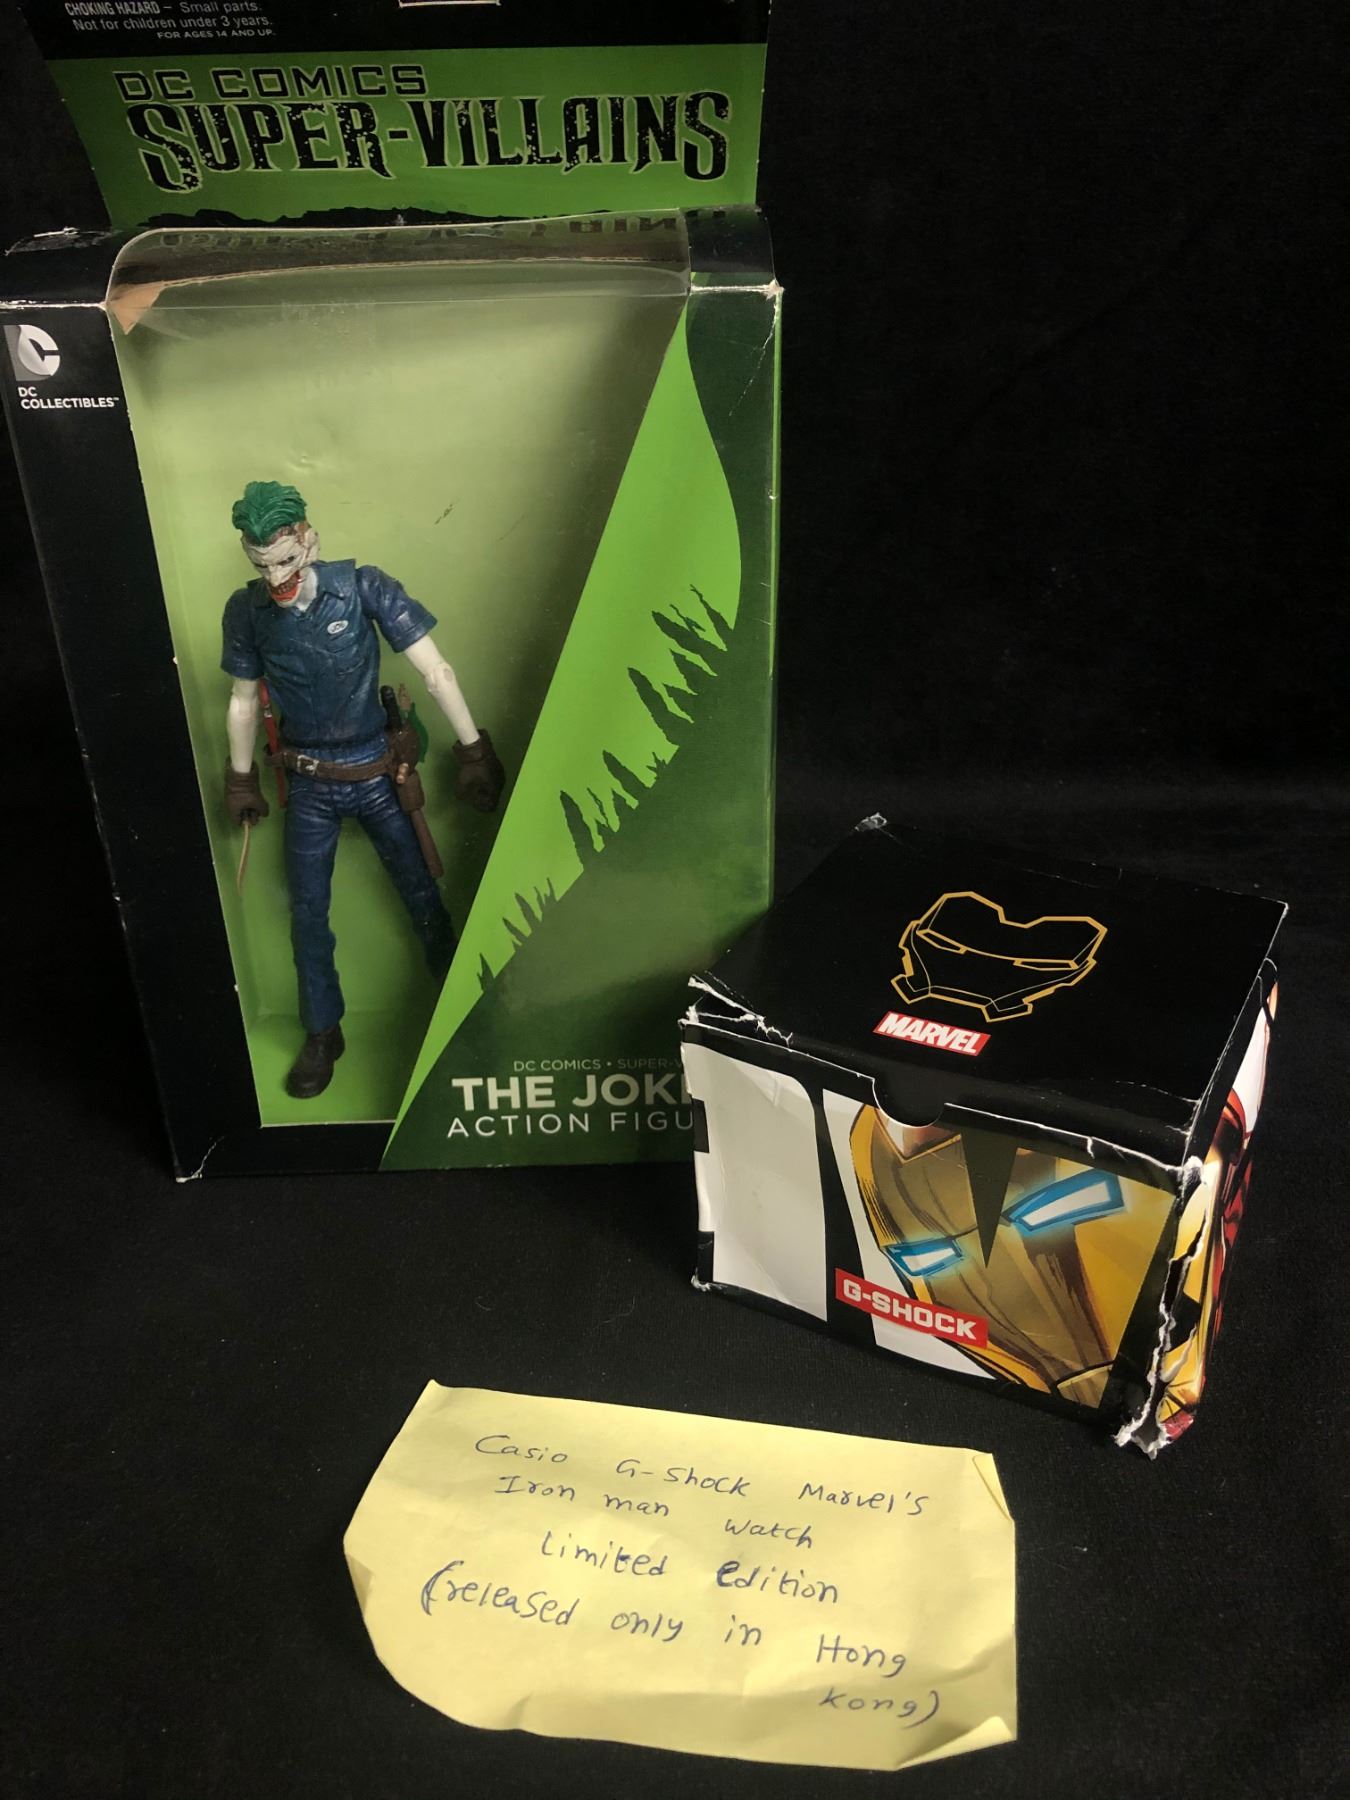 CHOKING HAZARD – Small parts.
Not for children under 3 years.
FOR AGES 14 AND UP.
DC COMICS
SUPER-VILLAINS
DC
COLLECTIBLES™
DC COMICS • SUPER-V
THE JOKE
ACTION FIGU
MARVEL
G-SHOCK
Casio G-Shock Marvel's
Iron man watch
Limited Edition
(released only in Hong
kong)